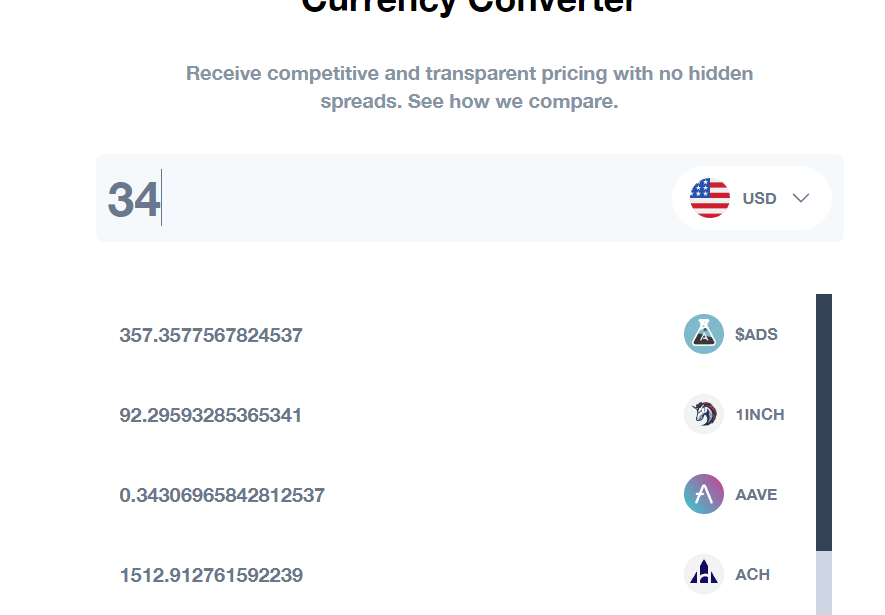 Currency Converter
Receive competitive and transparent pricing with no hidden
spreads. See how we compare.
34
USD
357.3577567824537
$ADS
92.29593285365341
1INCH
0.34306965842812537
AAVE
1512.912761592239
ACH